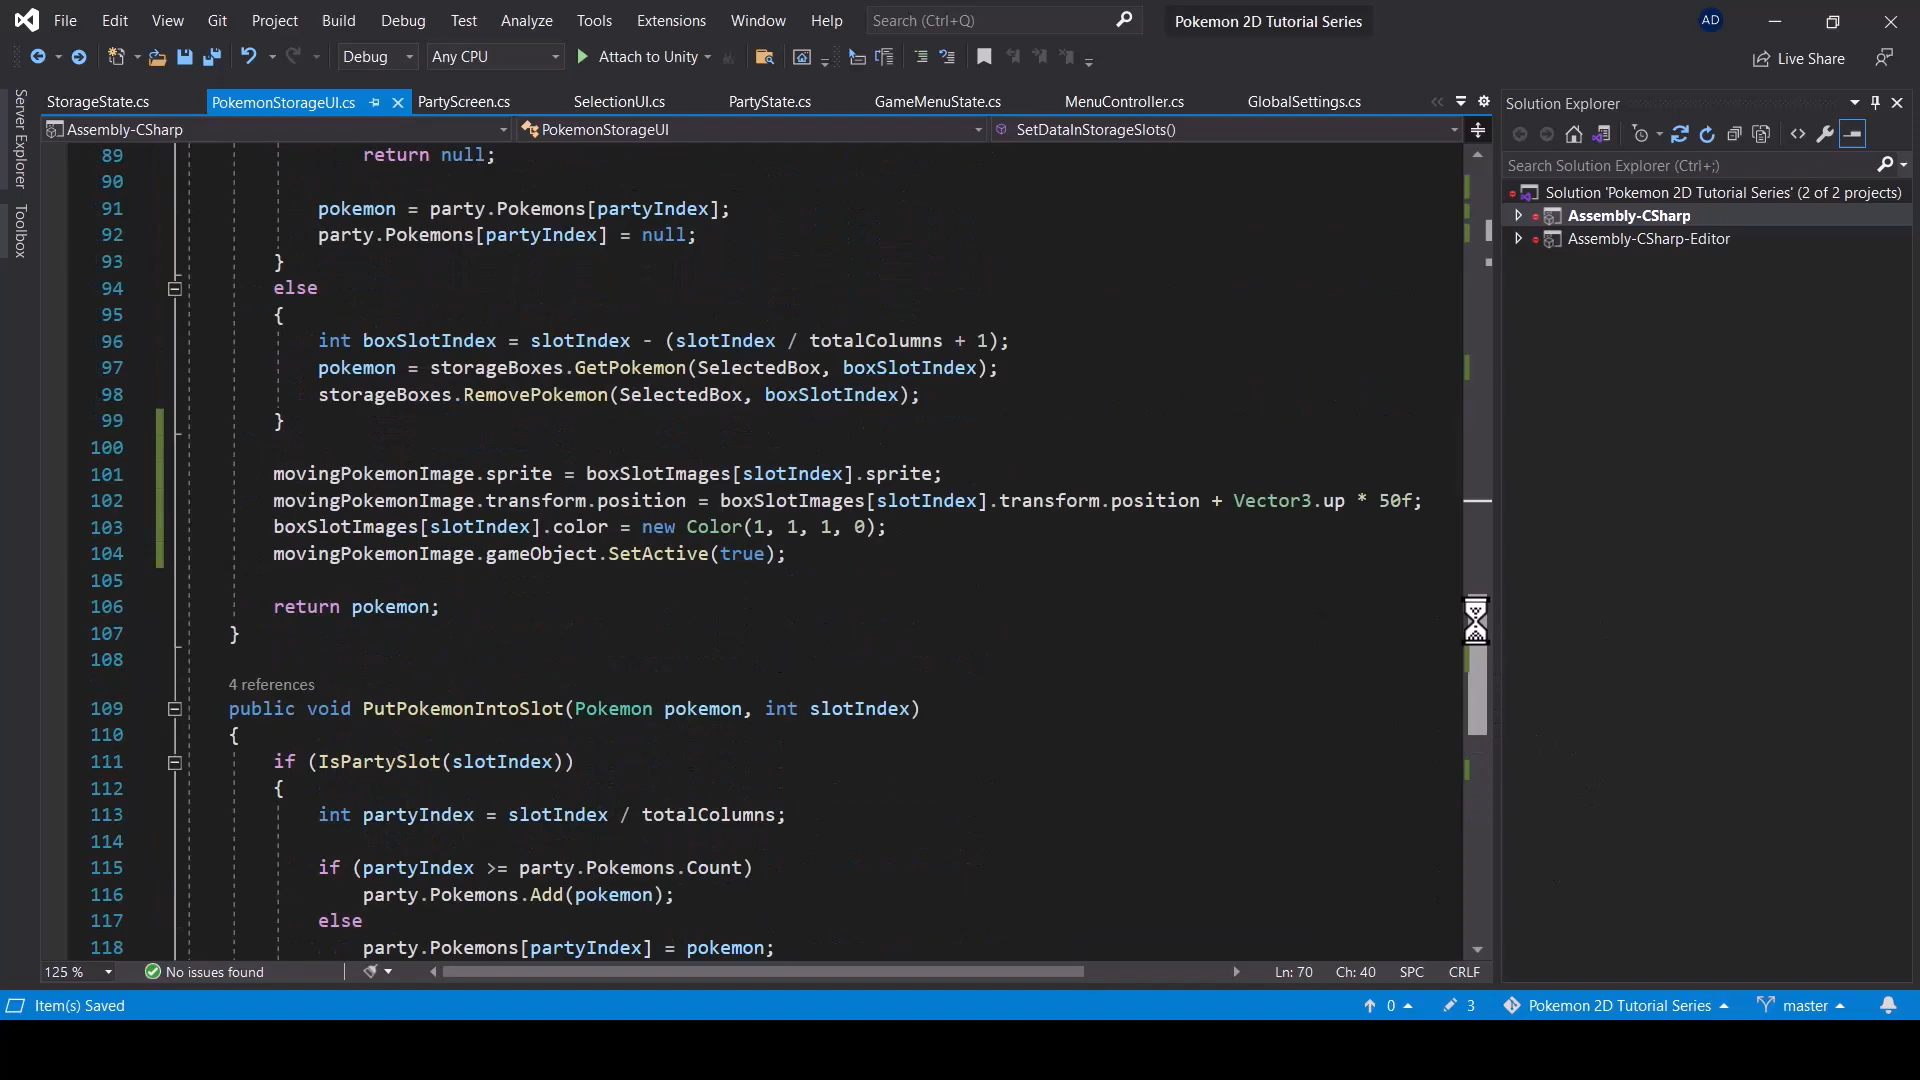 File Edit View Git Project Build Debug Test Analyze Tools Extensions Window Help Search (Ctrl+Q) Pokemon 2D Tutorial Series AD
Debug Any CPU Attach to Unity Live Share
Server Explorer
Toolbox
StorageState.cs PokemonStorageUI.cs PartyScreen.cs SelectionUI.cs PartyState.cs GameMenuState.cs MenuController.cs GlobalSettings.cs
Assembly-CSharp PokemonStorageUI SetDataInStorageSlots()
89 return null;
90
91 pokemon = party.Pokemons[partyIndex];
92 party.Pokemons[partyIndex] = null;
93 }
94 else
95 {
96 int boxSlotIndex = slotIndex - (slotIndex / totalColumns + 1);
97 pokemon = storageBoxes.GetPokemon(SelectedBox, boxSlotIndex);
98 storageBoxes.RemovePokemon(SelectedBox, boxSlotIndex);
99 }
100
101 movingPokemonImage.sprite = boxSlotImages[slotIndex].sprite;
102 movingPokemonImage.transform.position = boxSlotImages[slotIndex].transform.position + Vector3.up * 50f;
103 boxSlotImages[slotIndex].color = new Color(1, 1, 1, 0);
104 movingPokemonImage.gameObject.SetActive(true);
105
106 return pokemon;
107 }
108
4 references
109 public void PutPokemonIntoSlot(Pokemon pokemon, int slotIndex)
110 {
111 if (IsPartySlot(slotIndex))
112 {
113 int partyIndex = slotIndex / totalColumns;
114
115 if (partyIndex >= party.Pokemons.Count)
116 party.Pokemons.Add(pokemon);
117 else
118 party.Pokemons[partyIndex] = pokemon;
125 % No issues found Ln: 70 Ch: 40 SPC CRLF
Solution Explorer
Search Solution Explorer (Ctrl+;)
Solution 'Pokemon 2D Tutorial Series' (2 of 2 projects)
Assembly-CSharp
Assembly-CSharp-Editor
Item(s) Saved 0 3 Pokemon 2D Tutorial Series master